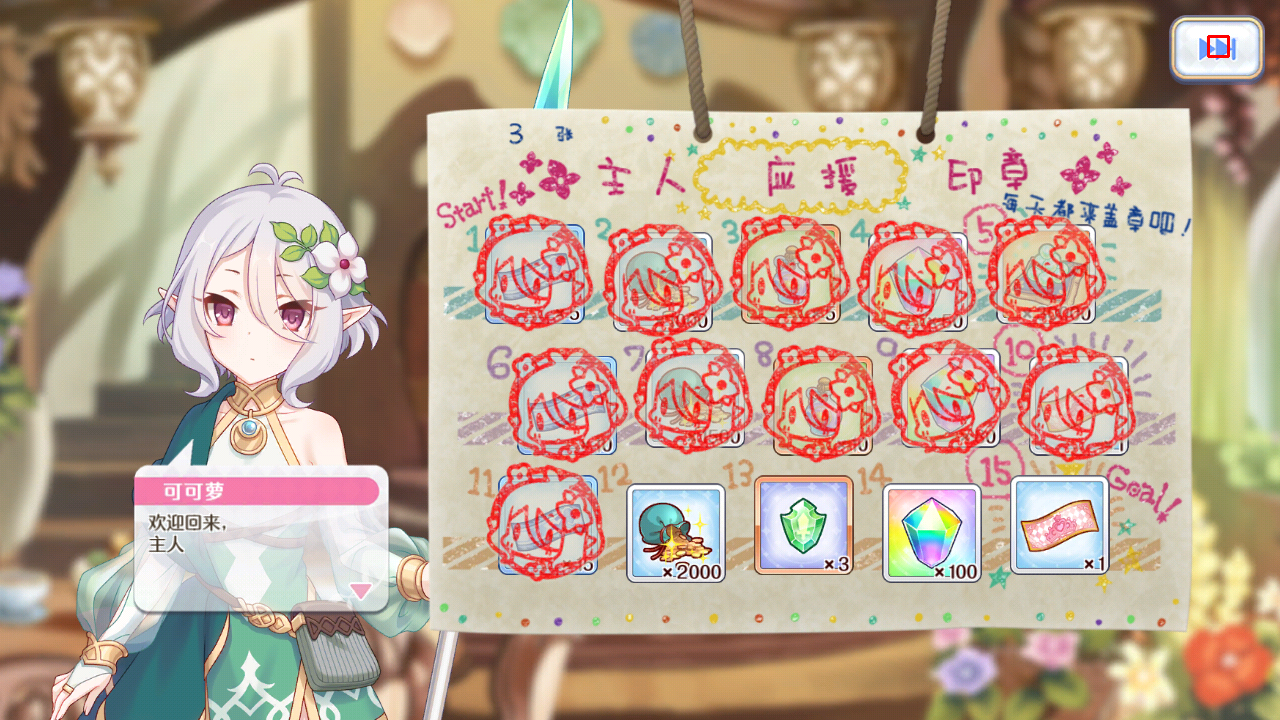 3 张
主人 应援 印章
每天都来盖章吧！
Start!
1 2 3 4 5
6 7 8 9 10
11 12 13 14 15
Goal!
×2000 ×3 ×100 ×1
可可萝
欢迎回来，
主人